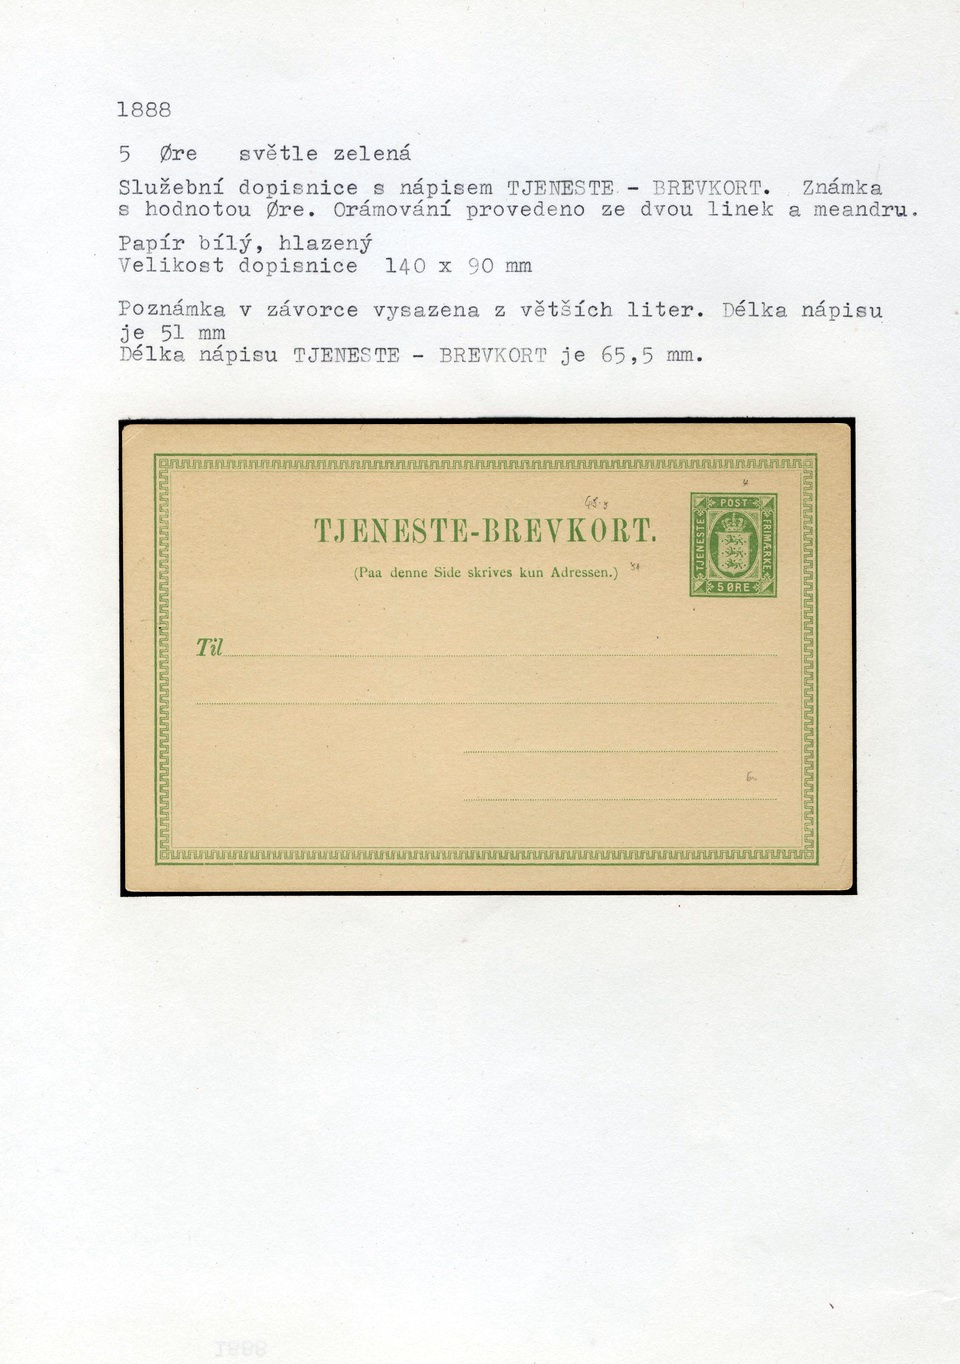 1888
5 Øre světle zelená
Služební dopisnice s nápisem TJENESTE - BREVKORT. Známka
s hodnotou Øre. Orámování provedeno ze dvou linek a meandru.
Papír bílý, hlazený
Velikost dopisnice 140 x 90 mm
Poznámka v závorce vysazena z větších liter. Délka nápisu
je 51 mm
Délka nápisu TJENESTE - BREVKORT je 65,5 mm.
TJENESTE-BREVKORT.
(Paa denne Side skrives kun Adressen.)
POST
TJENESTE
FRIMÆRKE
5 ØRE
Til
1888